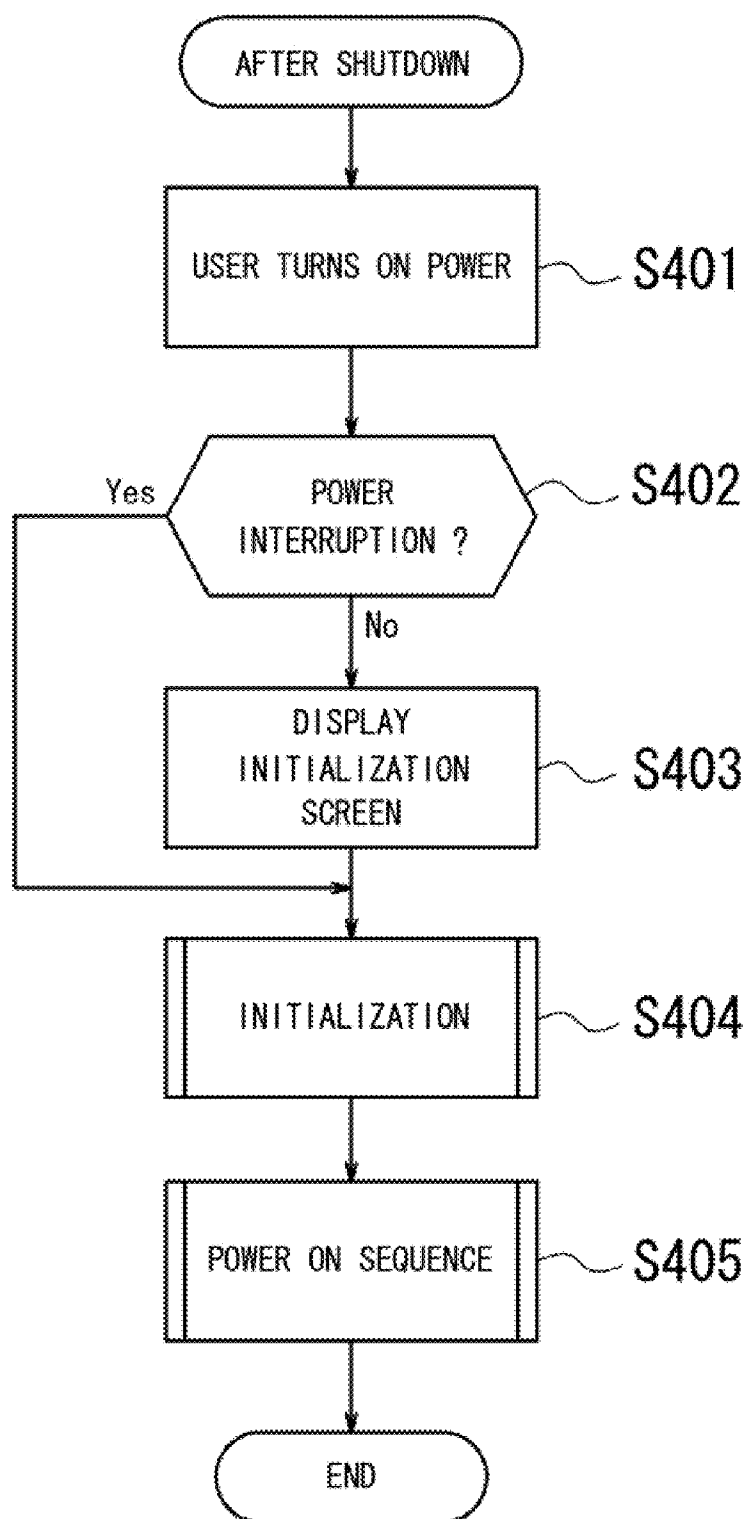 AFTER SHUTDOWN
USER TURNS ON POWER
S401
Yes
POWER
INTERRUPTION ?
S402
No
DISPLAY
INITIALIZATION
SCREEN
S403
INITIALIZATION
S404
POWER ON SEQUENCE
S405
END